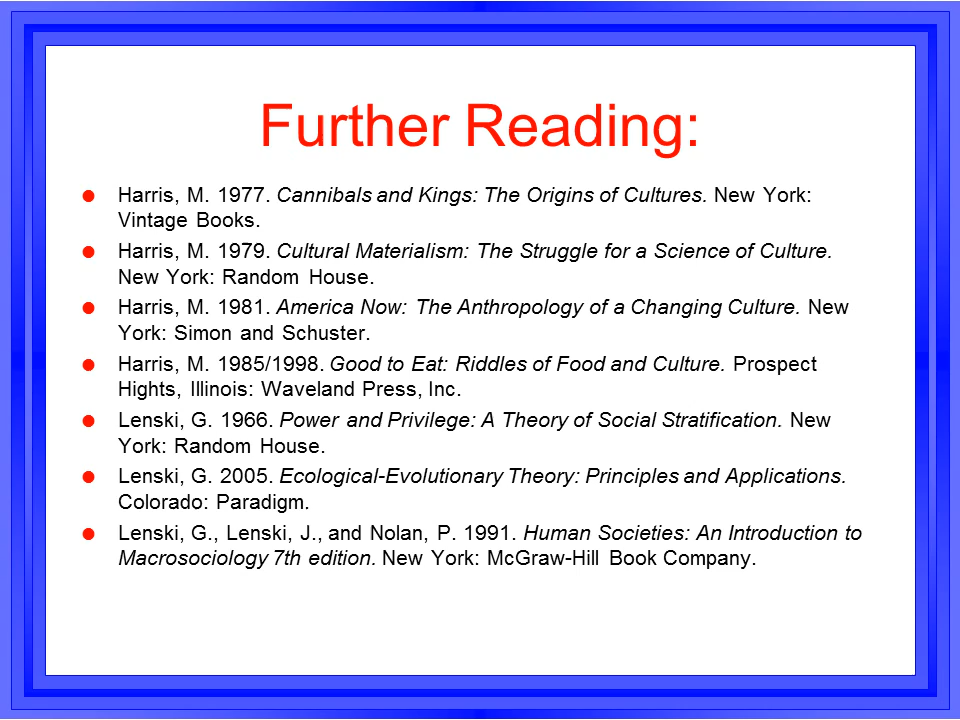 Further Reading:
Harris, M. 1977. Cannibals and Kings: The Origins of Cultures. New York:
Vintage Books.
Harris, M. 1979. Cultural Materialism: The Struggle for a Science of Culture.
New York: Random House.
Harris, M. 1981. America Now: The Anthropology of a Changing Culture. New
York: Simon and Schuster.
Harris, M. 1985/1998. Good to Eat: Riddles of Food and Culture. Prospect
Hights, Illinois: Waveland Press, Inc.
Lenski, G. 1966. Power and Privilege: A Theory of Social Stratification. New
York: Random House.
Lenski, G. 2005. Ecological-Evolutionary Theory: Principles and Applications.
Colorado: Paradigm.
Lenski, G., Lenski, J., and Nolan, P. 1991. Human Societies: An Introduction to
Macrosociology 7th edition. New York: McGraw-Hill Book Company.